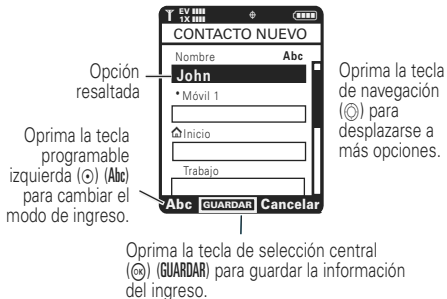 EV
1X
CONTACTO NUEVO
Nombre Abc
John
Móvil 1
Inicio
Trabajo
Abc GUARDAR Cancelar
Opción
resaltada
Oprima la tecla
programable
izquierda () (Abc)
para cambiar el
modo de ingreso.
Oprima la tecla
de navegación
() para
desplazarse a
más opciones.
Oprima la tecla de selección central
(OK) (GUARDAR) para guardar la información
del ingreso.